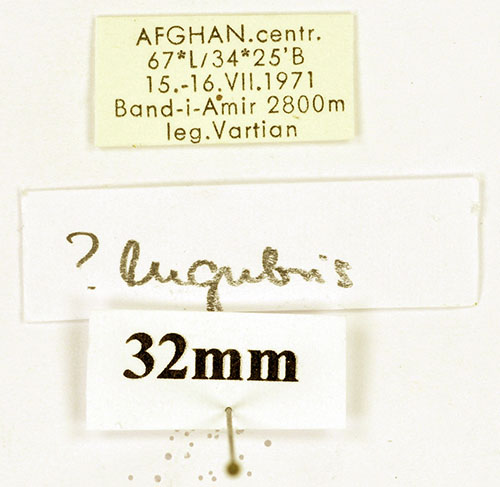 AFGHAN.centr.
67*L/34*25'B
15.-16.VII.1971
Band-i-Amir 2800m
leg.Vartian
? lugubris
32mm